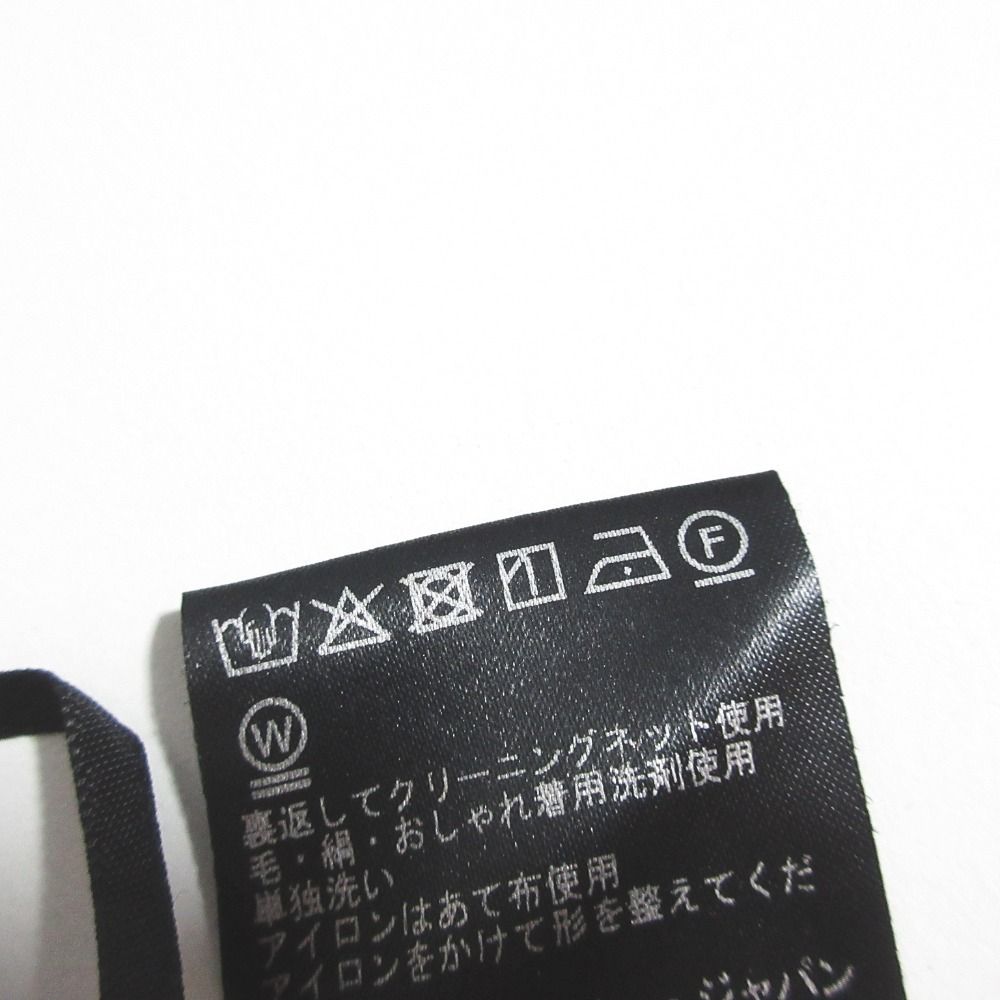 F
W
裏返してクリーニングネット使用
毛・絹・おしゃれ着用洗剤使用
単独洗い
アイロンはあて布使用
アイロンをかけて形を整えてくだ
ジャパン